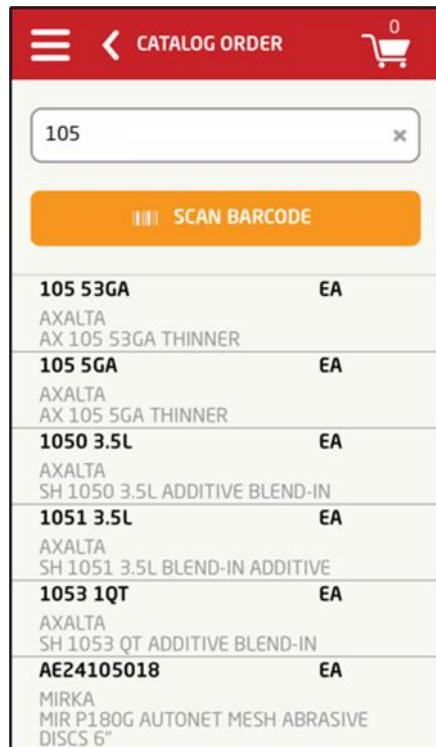 0
CATALOG ORDER
105
SCAN BARCODE
105 53GA EA
AXALTA
AX 105 53GA THINNER
105 5GA EA
AXALTA
AX 105 5GA THINNER
1050 3.5L EA
AXALTA
SH 1050 3.5L ADDITIVE BLEND-IN
1051 3.5L EA
AXALTA
SH 1051 3.5L BLEND-IN ADDITIVE
1053 1QT EA
AXALTA
SH 1053 QT ADDITIVE BLEND-IN
AE24105018 EA
MIRKA
MIR P180G AUTONET MESH ABRASIVE
DISCS 6"